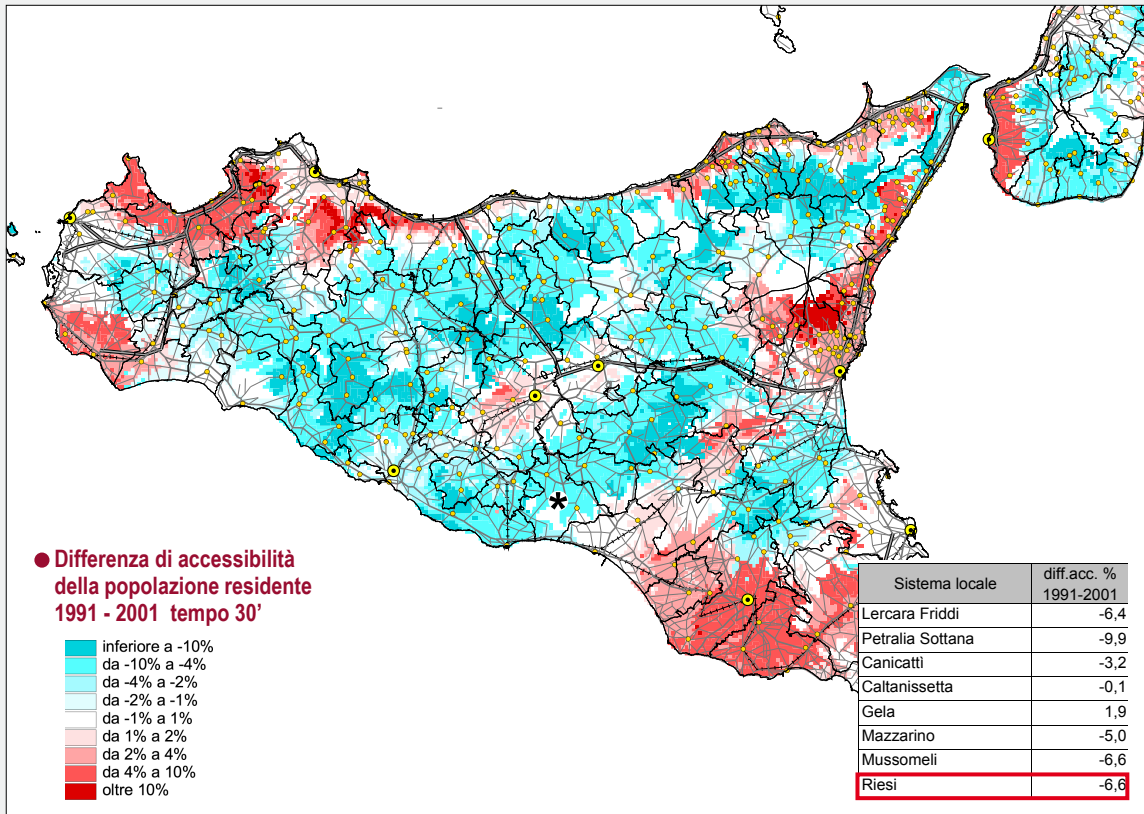 ● Differenza di accessibilità
della popolazione residente
1991 - 2001 tempo 30’
inferiore a -10%
da -10% a -4%
da -4% a -2%
da -2% a -1%
da -1% a 1%
da 1% a 2%
da 2% a 4%
da 4% a 10%
oltre 10%
Sistema locale diff.acc. %
1991-2001
Lercara Friddi -6,4
Petralia Sottana -9,9
Canicattì -3,2
Caltanissetta -0,1
Gela 1,9
Mazzarino -5,0
Mussomeli -6,6
Riesi -6,6
*